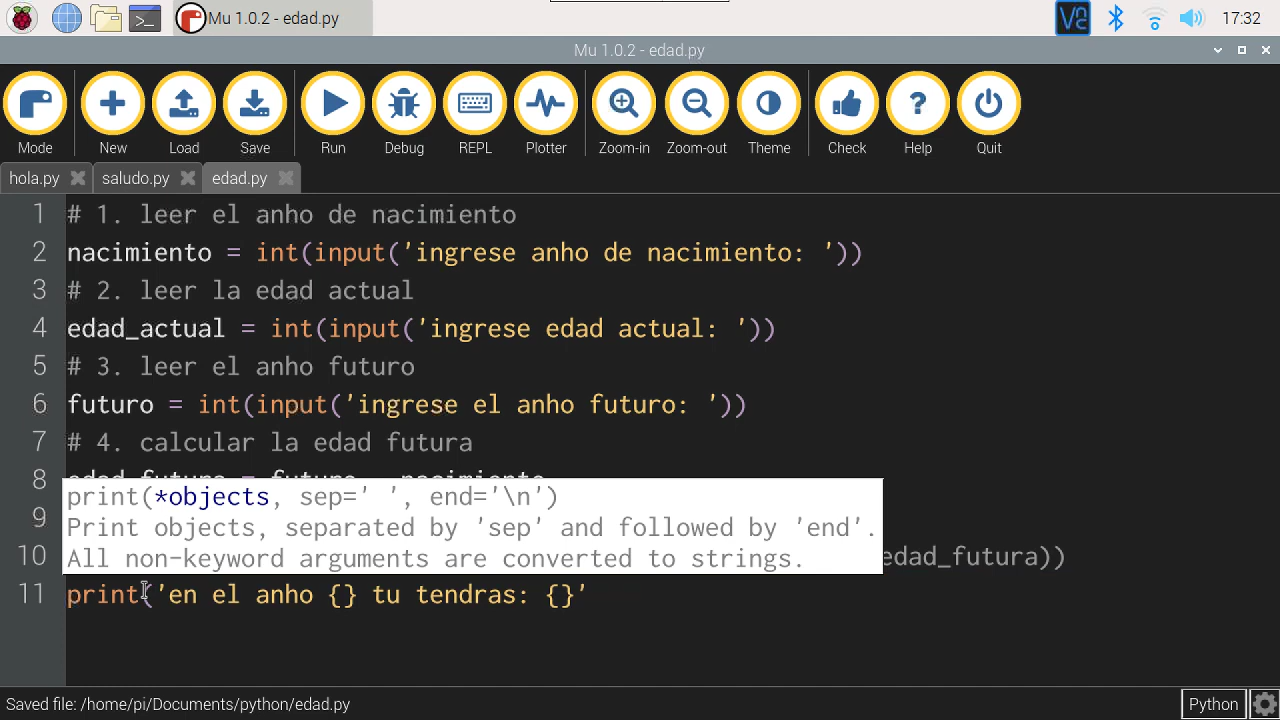 Mu 1.0.2 - edad.py
17:32
Mu 1.0.2 - edad.py
Mode New Load Save Run Debug REPL Plotter Zoom-in Zoom-out Theme Check Help Quit
hola.py saludo.py edad.py
1 # 1. leer el anho de nacimiento
2 nacimiento = int(input('ingrese anho de nacimiento: '))
3 # 2. leer la edad actual
4 edad_actual = int(input('ingrese edad actual: '))
5 # 3. leer el anho futuro
6 futuro = int(input('ingrese el anho futuro: '))
7 # 4. calcular la edad futura
8 edad_futura = futuro - nacimiento
print(*objects, sep=' ', end='\n')
9
Print objects, separated by 'sep' and followed by 'end'.
10 All non-keyword arguments are converted to strings. edad_futura))
11 print('en el anho {} tu tendras: {}'
Saved file: /home/pi/Documents/python/edad.py
Python